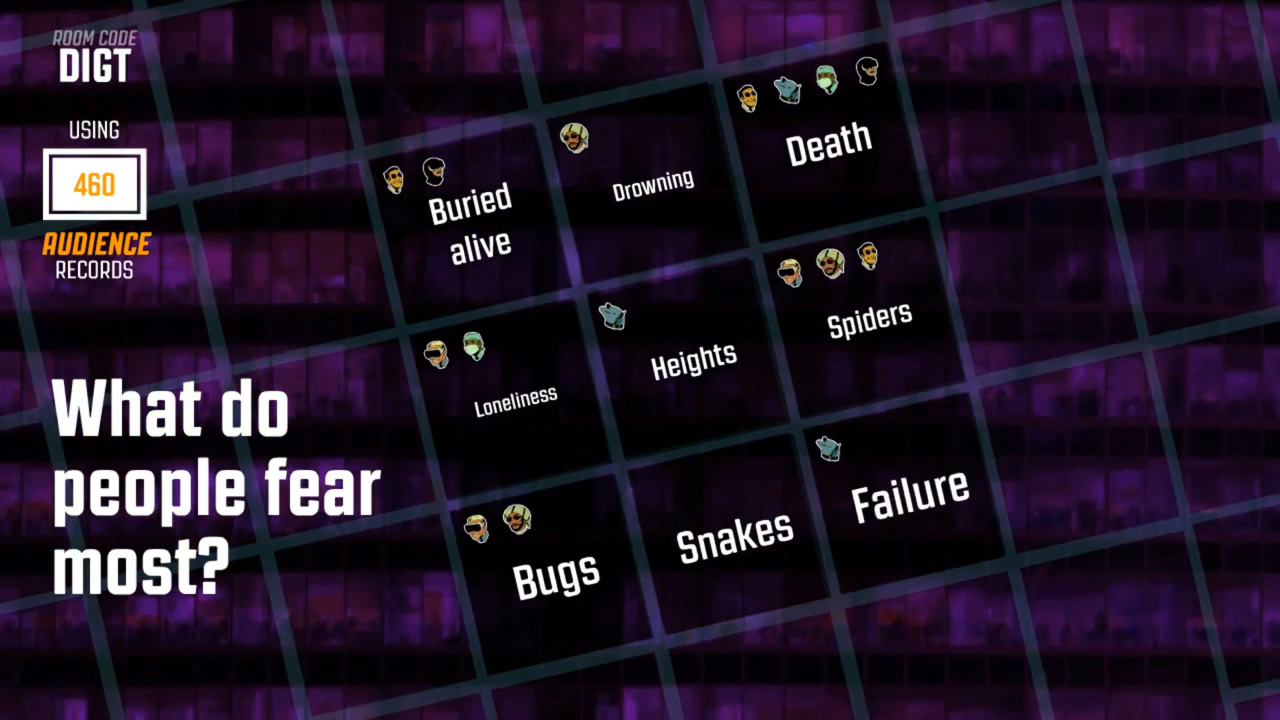 ROOM CODE
DIGT
USING
460
AUDIENCE
RECORDS
What do
people fear
most?
Buried
alive
Drowning
Death
Loneliness
Heights
Spiders
Bugs
Snakes
Failure